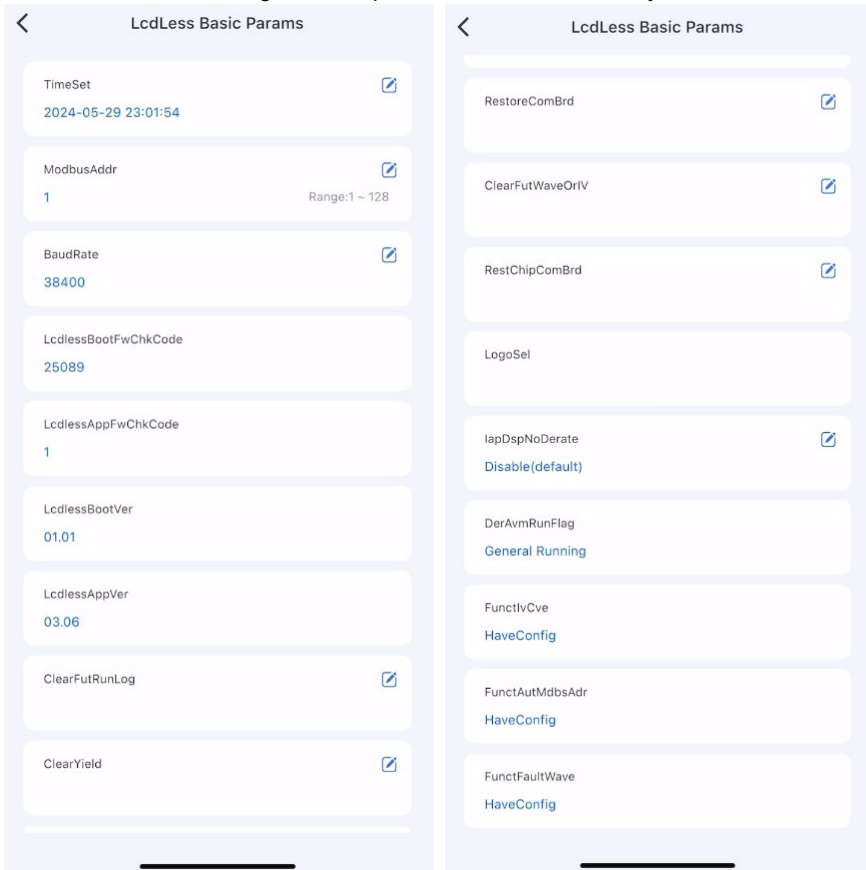 LcdLess Basic Params
TimeSet
2024-05-29 23:01:54
ModbusAddr
1
Range:1 ~ 128
BaudRate
38400
LcdlessBootFwChkCode
25089
LcdlessAppFwChkCode
1
LcdlessBootVer
01.01
LcdlessAppVer
03.06
ClearFutRunLog
ClearYield
LcdLess Basic Params
RestoreComBrd
ClearFutWaveOrIV
RestChipComBrd
LogoSel
IapDspNoDerate
Disable(default)
DerAvmRunFlag
General Running
FunctIvCve
HaveConfig
FunctAutMdbsAdr
HaveConfig
FunctFaultWave
HaveConfig